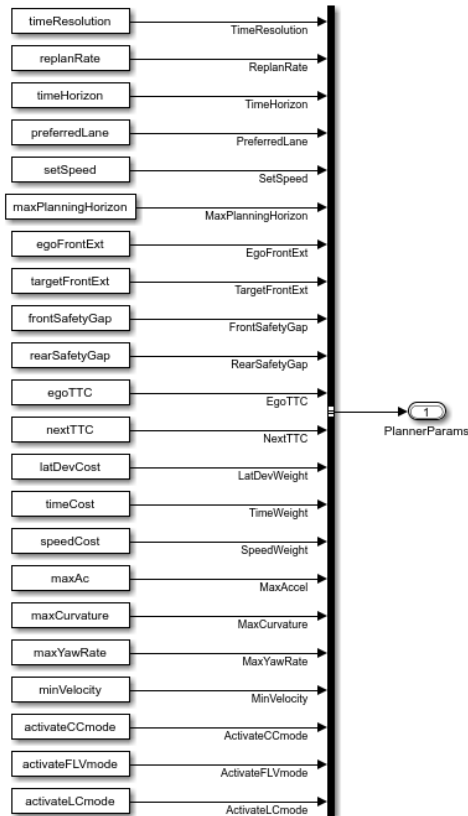 timeResolution
TimeResolution
replanRate
ReplanRate
timeHorizon
TimeHorizon
preferredLane
PreferredLane
setSpeed
SetSpeed
maxPlanningHorizon
MaxPlanningHorizon
egoFrontExt
EgoFrontExt
targetFrontExt
TargetFrontExt
frontSafetyGap
FrontSafetyGap
rearSafetyGap
RearSafetyGap
egoTTC
EgoTTC
1
PlannerParams
nextTTC
NextTTC
latDevCost
LatDevWeight
timeCost
TimeWeight
speedCost
SpeedWeight
maxAc
MaxAccel
maxCurvature
MaxCurvature
maxYawRate
MaxYawRate
minVelocity
MinVelocity
activateCCmode
ActivateCCmode
activateFLVmode
ActivateFLVmode
activateLCmode
ActivateLCmode